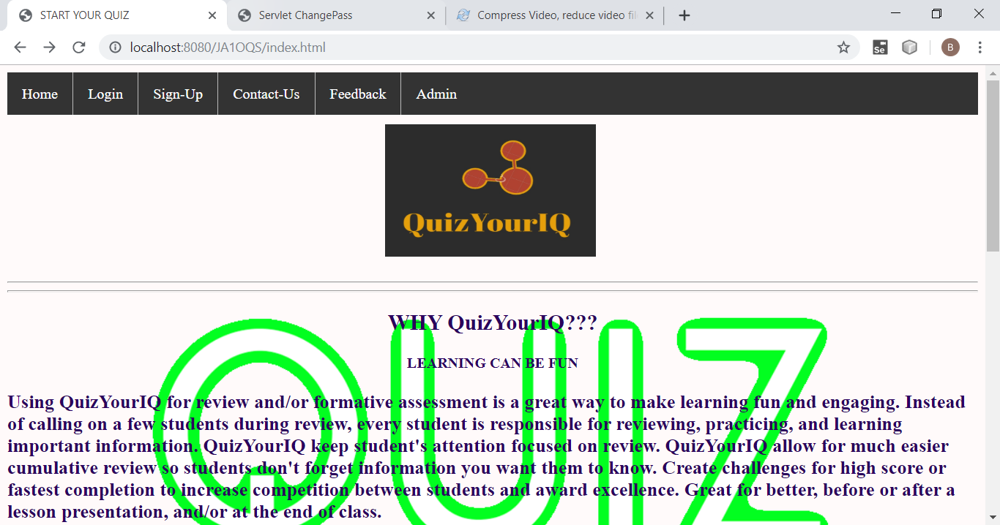 START YOUR QUIZ
Servlet ChangePass
Compress Video, reduce video
localhost:8080/JA1OQS/index.html
Se
B
Home Login Sign-Up Contact-Us Feedback Admin
QuizYourIQ
WHY QuizYourIQ???
LEARNING CAN BE FUN
QUIZ
Using QuizYourIQ for review and/or formative assessment is a great way to make learning fun and engaging. Instead
of calling on a few students during review, every student is responsible for reviewing, practicing, and learning
important information. QuizYourIQ keep student's attention focused on review. QuizYourIQ allow for much easier
cumulative review so students don't forget information you want them to know. Create challenges for high score or
fastest completion to increase competition between students and award excellence. Great for better, before or after a
lesson presentation, and/or at the end of class.